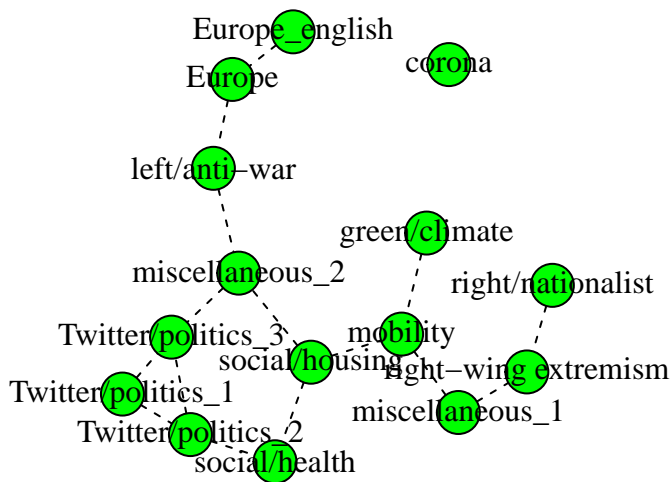 Europe_english
corona
Europe
left/anti−war
green/climate
miscellaneous_2
right/nationalist
Twitter/politics_3
mobility
social/housing
right−wing extremism
Twitter/politics_1
miscellaneous_1
Twitter/politics_2
social/health